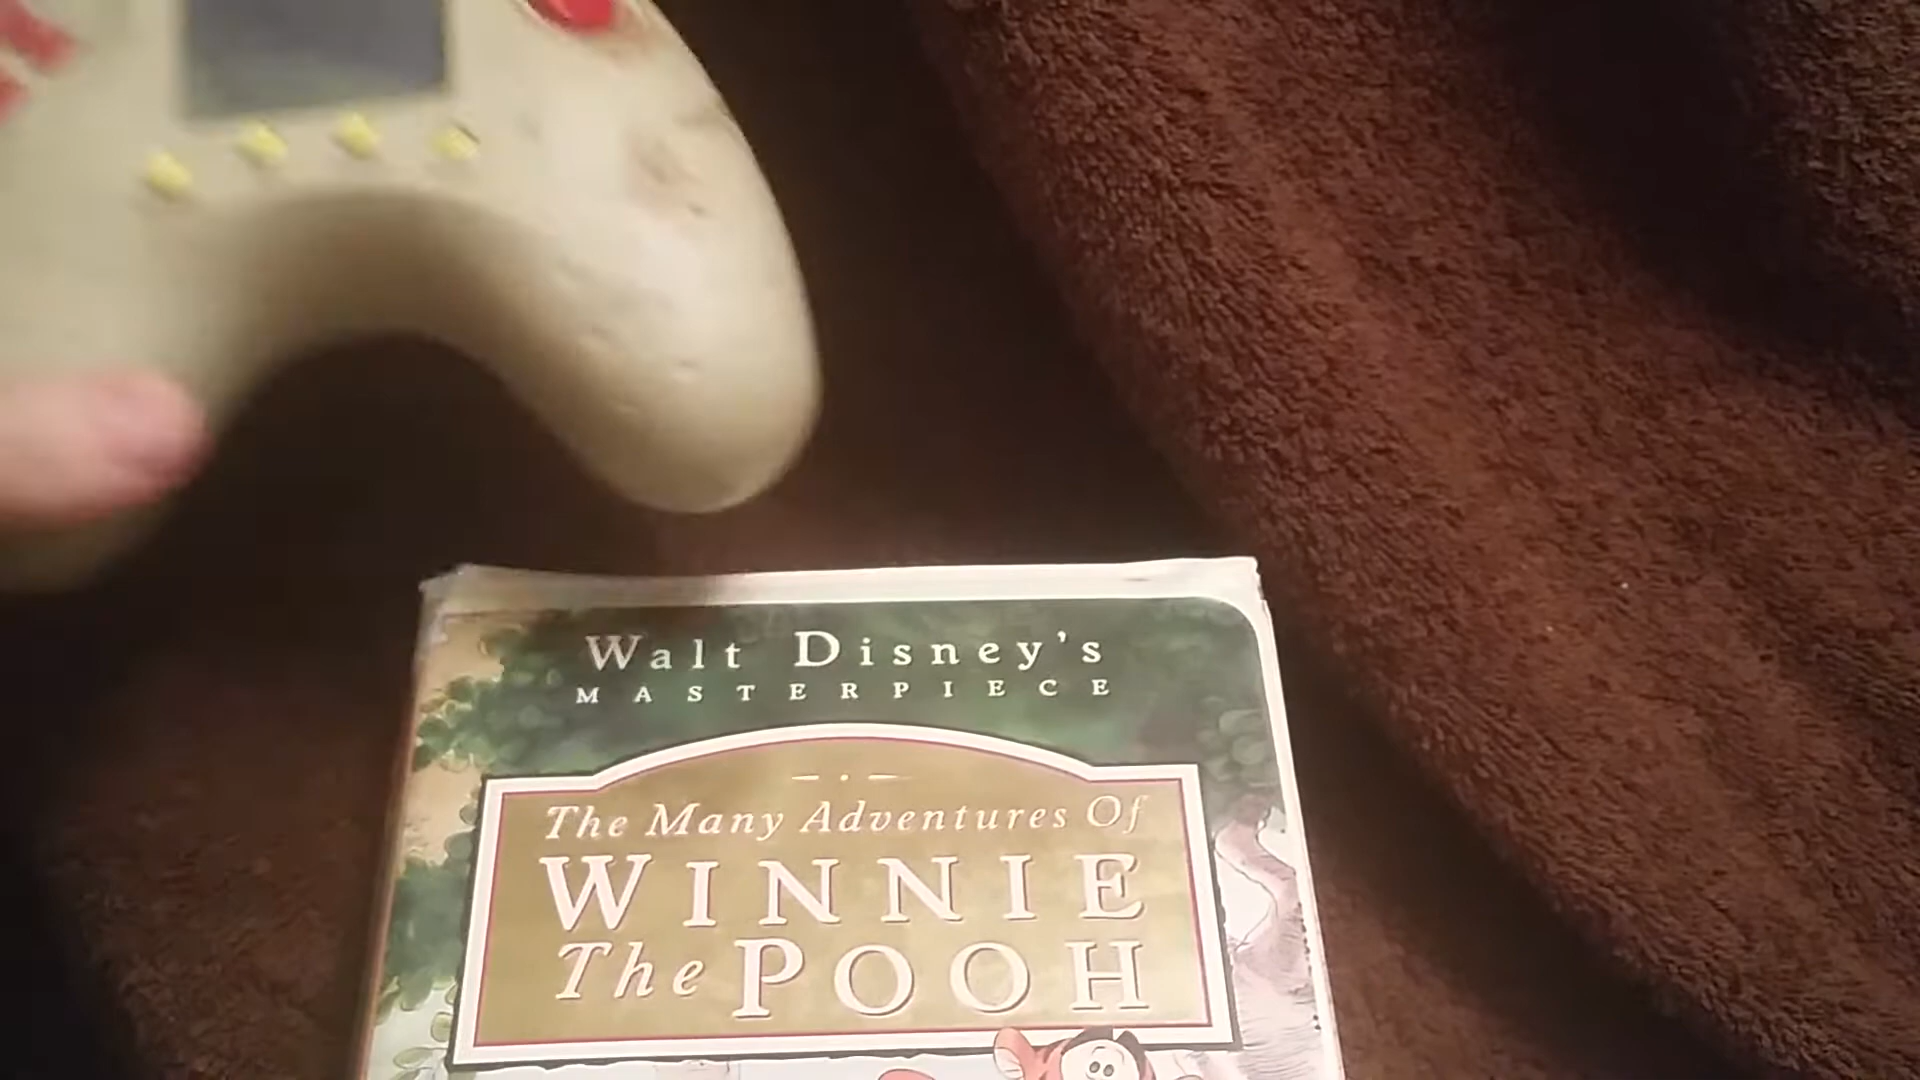 Walt Disney's
MASTERPIECE
The Many Adventures Of
WINNIE
The POOH